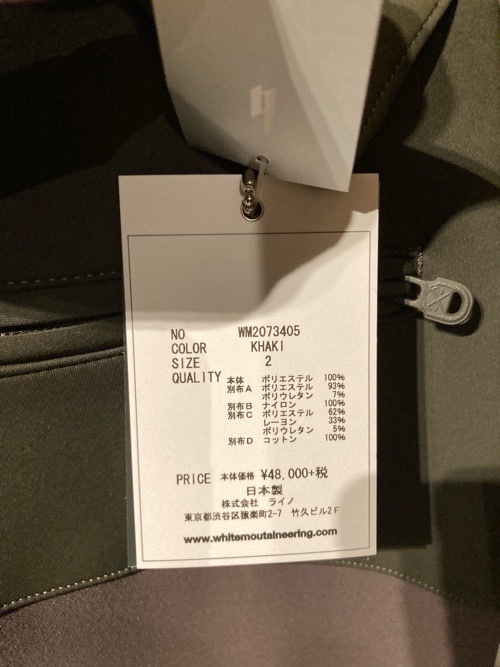 NO WM2073405
COLOR KHAKI
SIZE 2
QUALITY 本体 ポリエステル 100%
別布A ポリエステル 93%
ポリウレタン 7%
別布B ナイロン 100%
別布C ポリエステル 62%
レーヨン 33%
ポリウレタン 5%
別布D コットン 100%
PRICE 本体価格 ¥48,000+税
日本製
株式会社 ライノ
東京都渋谷区猿楽町2-7 竹久ビル2F
www.whitemoutaineering.com